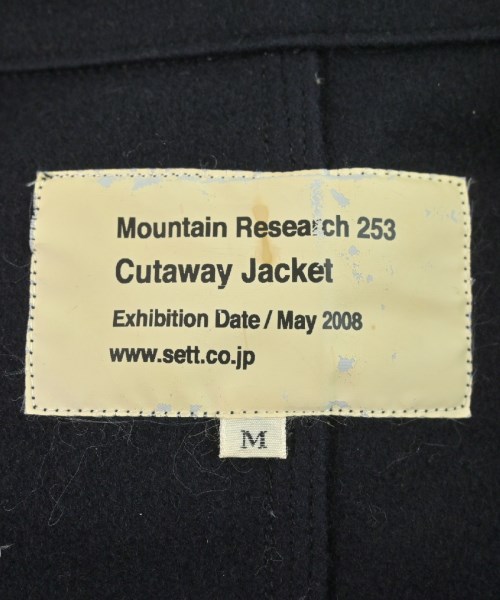 Mountain Research 253
Cutaway Jacket
Exhibition Date / May 2008
www.sett.co.jp
M